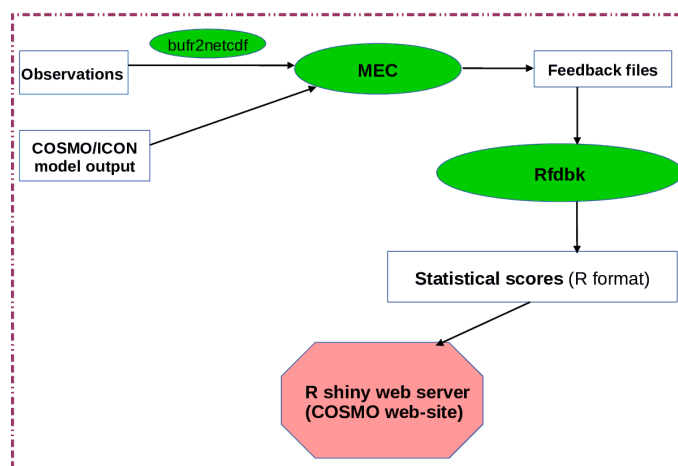 bufr2netcdf
Observations
MEC
Feedback files
COSMO/ICON
model output
Rfdbk
Statistical scores (R format)
R shiny web server
(COSMO web-site)